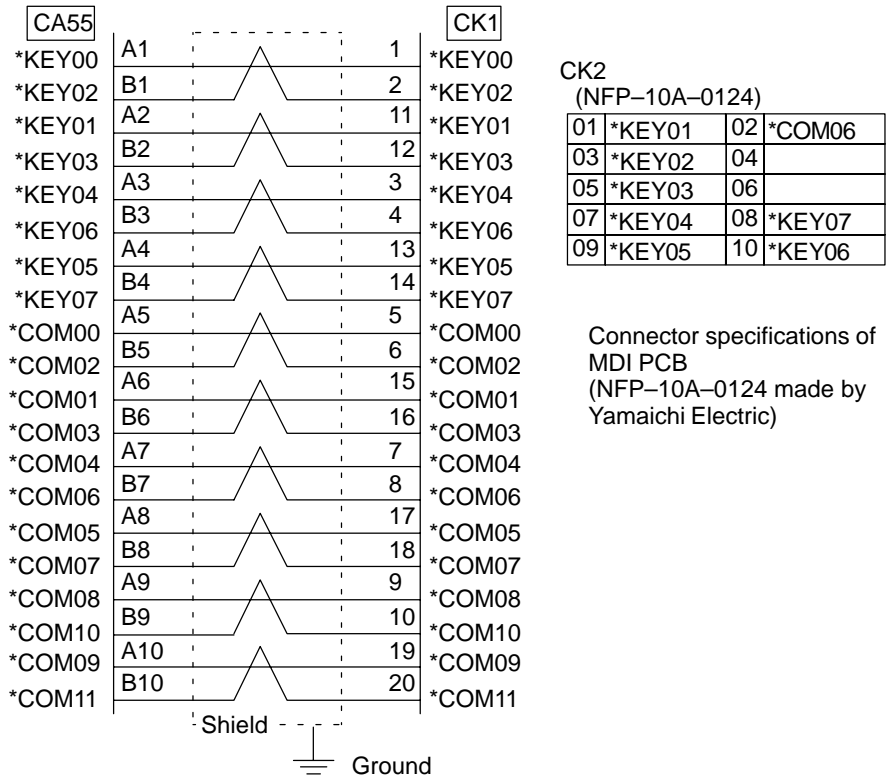 CA55 CK1
*KEY00 A1 1 *KEY00
*KEY02 B1 2 *KEY02
*KEY01 A2 11 *KEY01
*KEY03 B2 12 *KEY03
*KEY04 A3 3 *KEY04
*KEY06 B3 4 *KEY06
*KEY05 A4 13 *KEY05
*KEY07 B4 14 *KEY07
*COM00 A5 5 *COM00
*COM02 B5 6 *COM02
*COM01 A6 15 *COM01
*COM03 B6 16 *COM03
*COM04 A7 7 *COM04
*COM06 B7 8 *COM06
*COM05 A8 17 *COM05
*COM07 B8 18 *COM07
*COM08 A9 9 *COM08
*COM10 B9 10 *COM10
*COM09 A10 19 *COM09
*COM11 B10 20 *COM11
Shield
Ground
CK2
(NFP–10A–0124)
01 *KEY01 02 *COM06
03 *KEY02 04
05 *KEY03 06
07 *KEY04 08 *KEY07
09 *KEY05 10 *KEY06
Connector specifications of
MDI PCB
(NFP–10A–0124 made by
Yamaichi Electric)